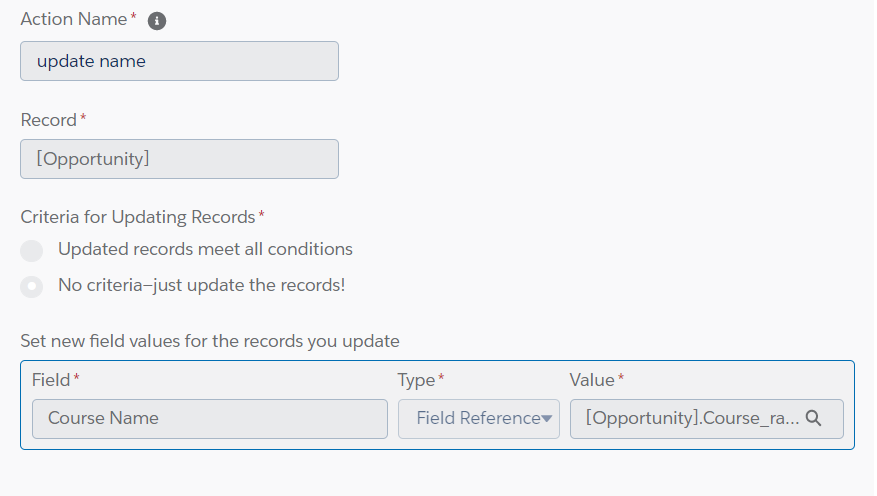 Action Name*
update name
Record*
[Opportunity]
Criteria for Updating Records*
Updated records meet all conditions
No criteria—just update the records!
Set new field values for the records you update
Field* Type* Value*
Course Name Field Reference [Opportunity].Course_ra...